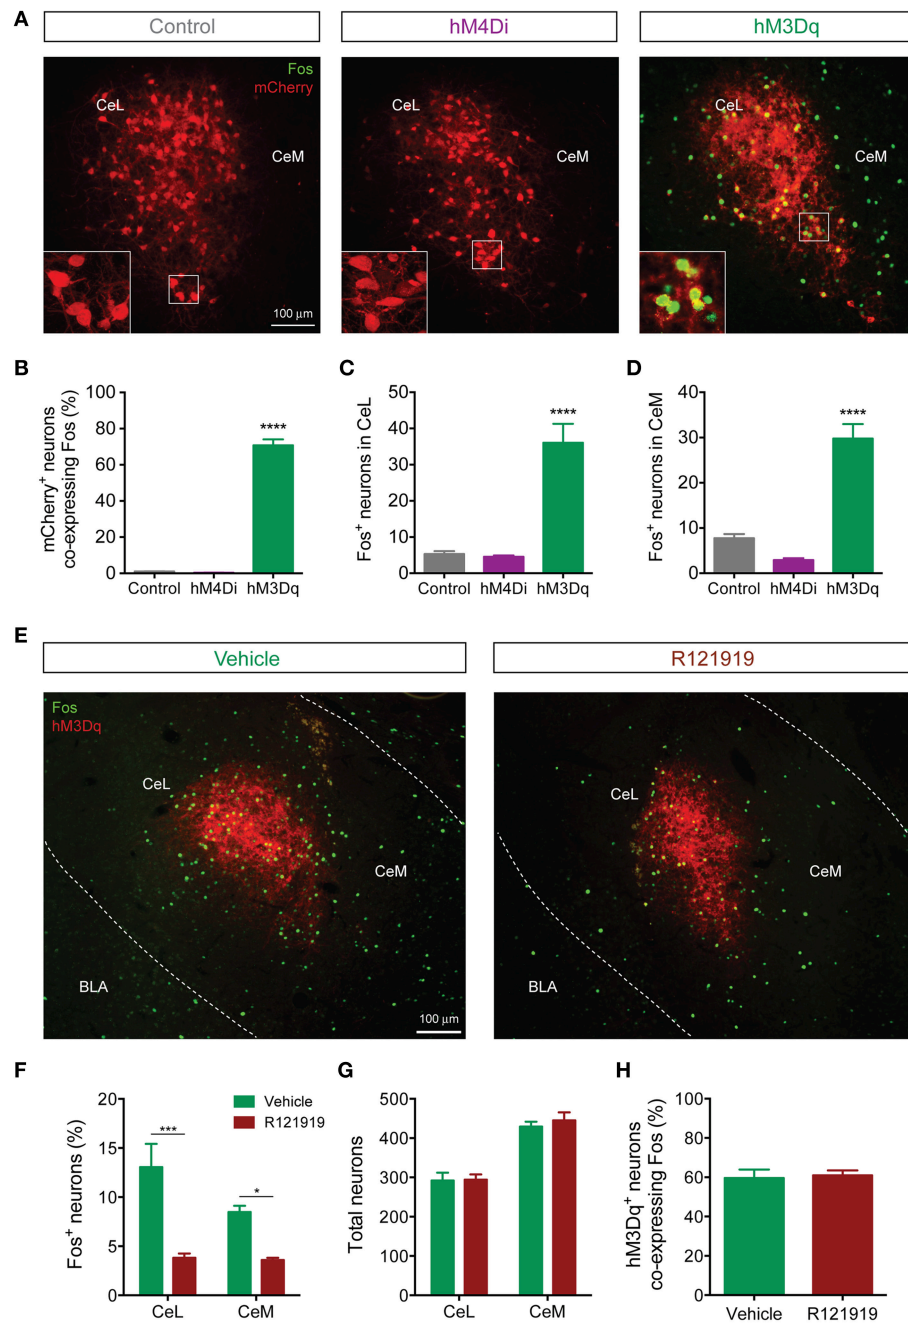 A
Control
hM4Di
hM3Dq
Fos
mCherry
CeL
CeM
100 μm
CeL
CeM
CeL
CeM
B
mCherry+ neurons
co-expressing Fos (%)
100
80
60
40
20
0
****
Control
hM4Di
hM3Dq
C
Fos+ neurons in CeL
50
40
30
20
10
0
****
Control
hM4Di
hM3Dq
D
Fos+ neurons in CeM
40
30
20
10
0
****
Control
hM4Di
hM3Dq
E
Vehicle
R121919
Fos
hM3Dq
CeL
CeM
BLA
100 μm
CeL
CeM
BLA
F
Fos+ neurons (%)
20
15
10
5
0
***
*
Vehicle
R121919
CeL
CeM
G
Total neurons
500
400
300
200
100
0
CeL
CeM
H
hM3Dq+ neurons
co-expressing Fos (%)
100
80
60
40
20
0
Vehicle
R121919